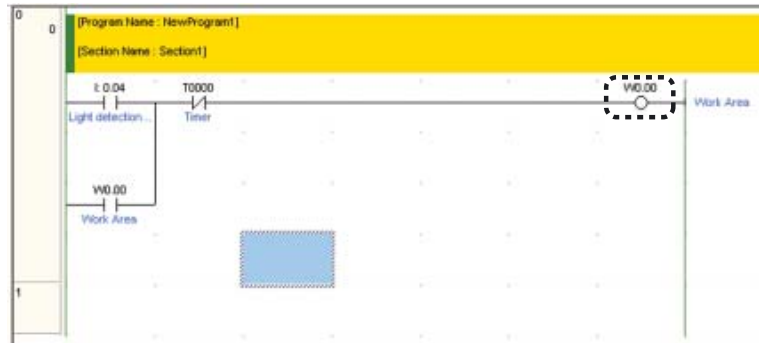 0
0
[Program Name : NewProgram1]
[Section Name : Section1]
I: 0.04
T0000
W0.00
Light detection ...
Timer
Work Area
W0.00
Work Area
1